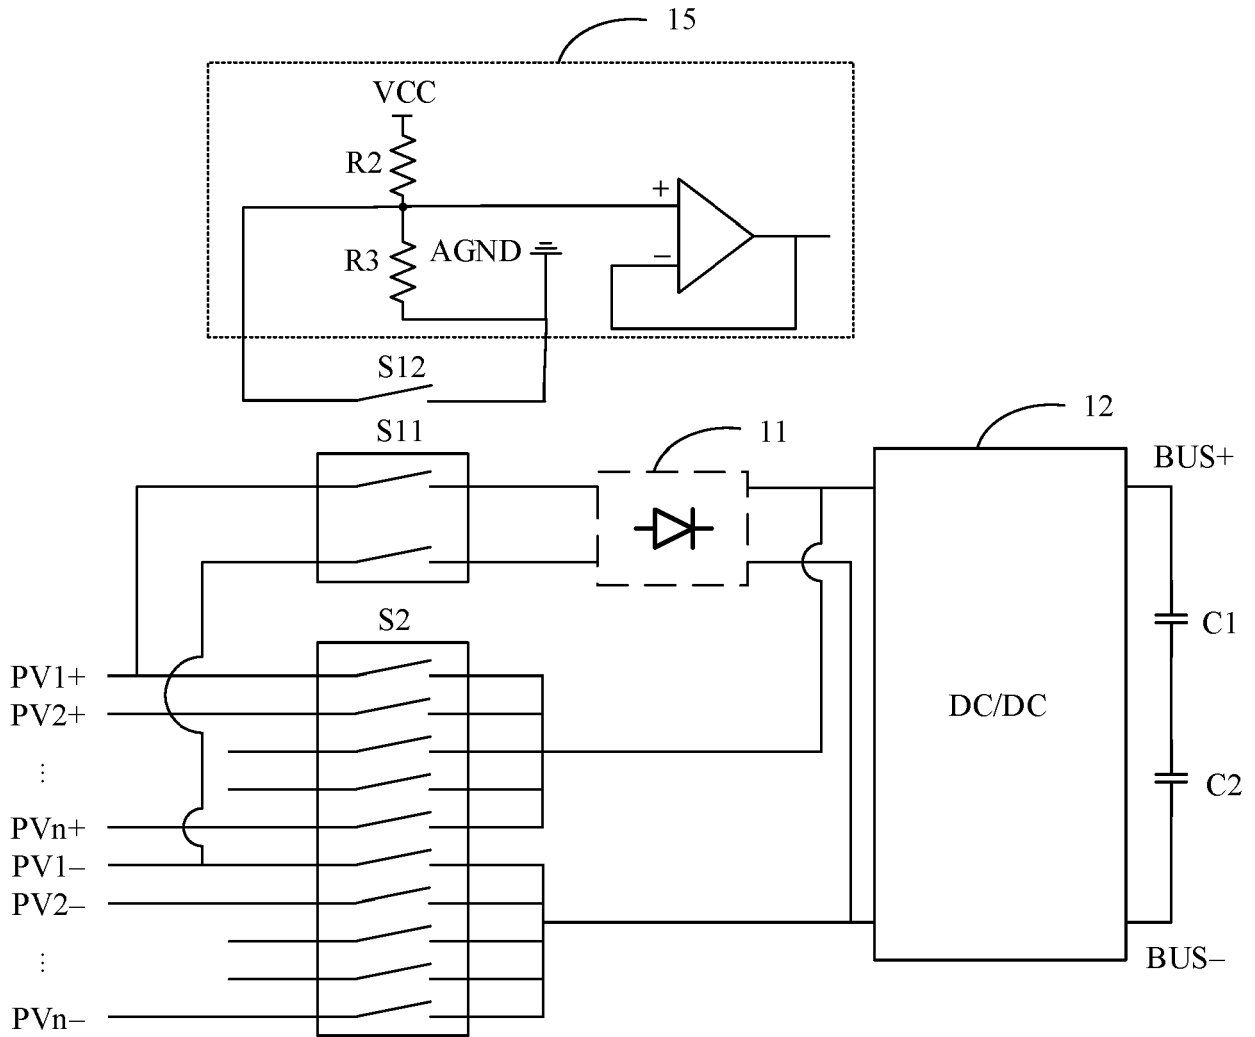 15
VCC
R2
+
R3
AGND
−
S12
12
S11
11
BUS+
S2
C1
PV1+
PV2+
DC/DC
⋮
C2
PVn+
PV1−
PV2−
⋮
BUS−
PVn−